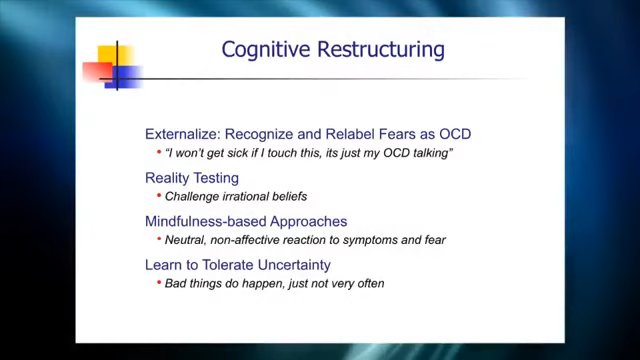 Cognitive Restructuring
Externalize: Recognize and Relabel Fears as OCD
• “I won’t get sick if I touch this, its just my OCD talking”
Reality Testing
• Challenge irrational beliefs
Mindfulness-based Approaches
• Neutral, non-affective reaction to symptoms and fear
Learn to Tolerate Uncertainty
• Bad things do happen, just not very often